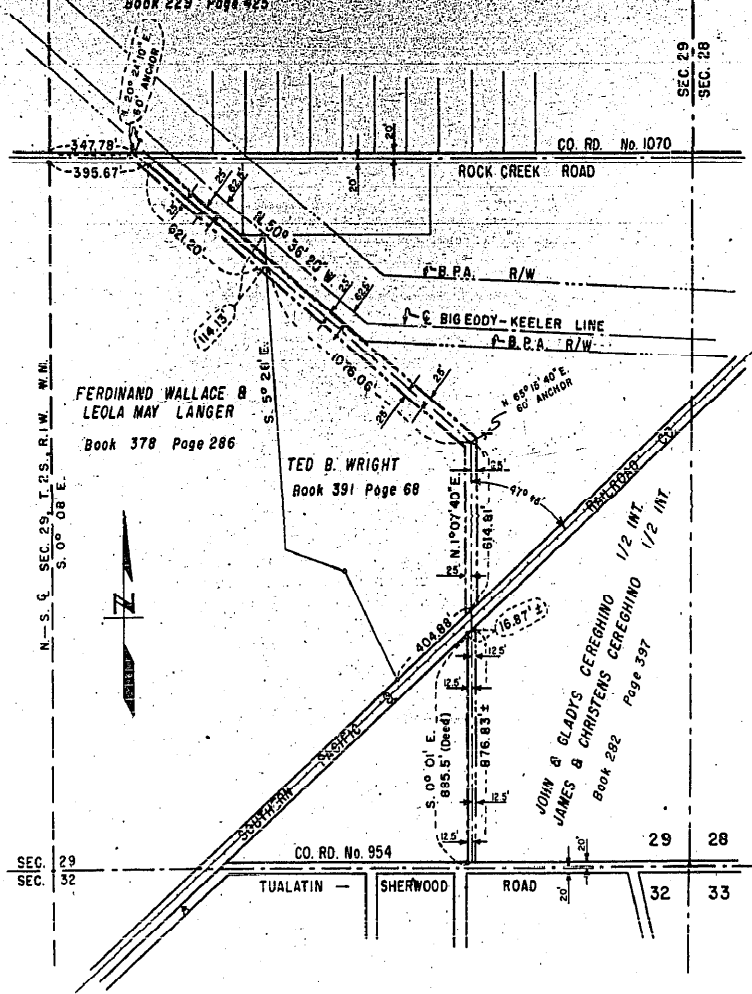 Book 229 Page 425
N. 20° 24' 10" E.
60' ANCHOR
SEC. 29
SEC. 28
347.78'
395.67'
20'
20'
CO. RD. No. 1070
ROCK CREEK ROAD
25'
62.5'
25'
621.20'
N. 50° 36' 20" W
B.P.A. R/W
25'
62.5'
℄ BIG EDDY-KEELER LINE
B.P.A. R/W
(114.13')
1076.06'
25'
25'
N. 65° 15' 40" E.
60' ANCHOR
S. 5° 28' E.
FERDINAND WALLACE &
LEOLA MAY LANGER
Book 378 Page 286
TED B. WRIGHT
Book 391 Page 68
N.-S. ℄ SEC. 29, T. 2 S., R. 1 W. W.M.
S. 0° 08' E.
25'
N. 1° 07' 40" E.
614.81'
25'
N
404.88'
(16.87' ±)
12.5'
12.5'
S. 0° 01' E.
885.5' (Deed)
876.83 ±
12.5'
12.5'
SOUTHERN PACIFIC RAILROAD CO.
JOHN & GLADYS CEREGHINO 1/2 INT.
JAMES & CHRISTENS CEREGHINO 1/2 INT.
Book 282 Page 397
CO. RD. No. 954
20'
20'
29 28
SEC. 29
SEC. 32
TUALATIN — SHERWOOD ROAD
32 33